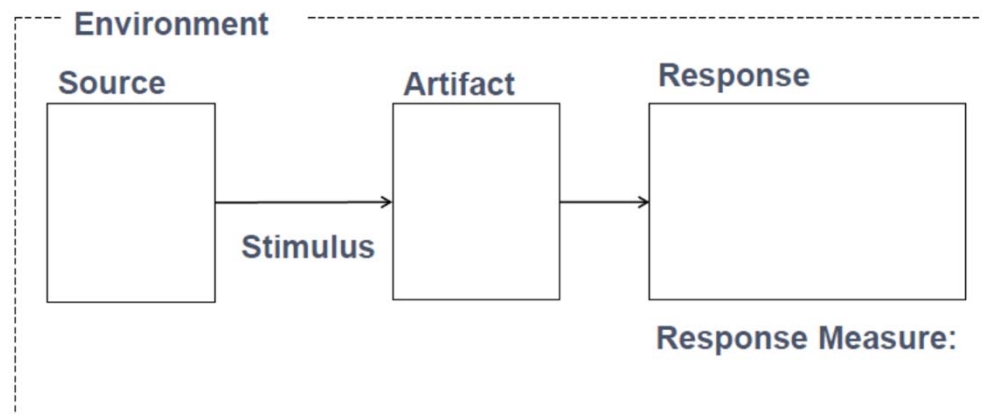 Environment
Source
Artifact
Response
Stimulus
Response Measure: